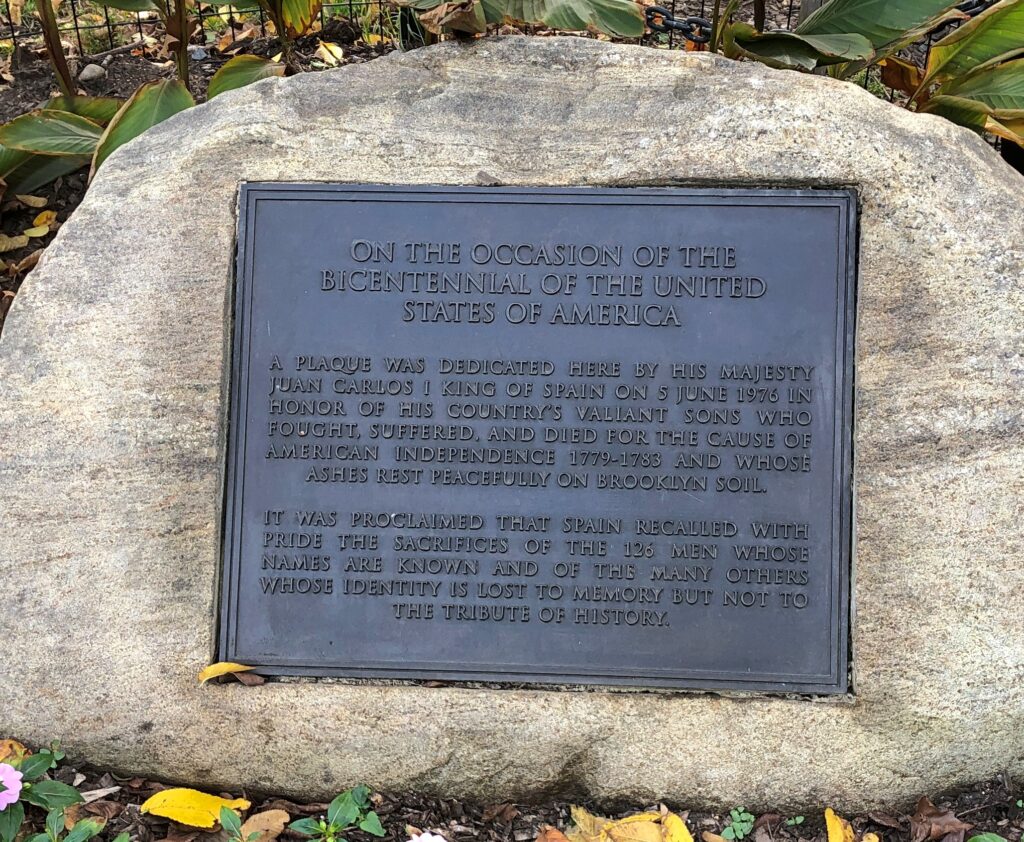 ON THE OCCASION OF THE
BICENTENNIAL OF THE UNITED
STATES OF AMERICA
A PLAQUE WAS DEDICATED HERE BY HIS MAJESTY
JUAN CARLOS I KING OF SPAIN ON 5 JUNE 1976 IN
HONOR OF HIS COUNTRY'S VALIANT SONS WHO
FOUGHT, SUFFERED, AND DIED FOR THE CAUSE OF
AMERICAN INDEPENDENCE 1779-1783 AND WHOSE
ASHES REST PEACEFULLY ON BROOKLYN SOIL.
IT WAS PROCLAIMED THAT SPAIN RECALLED WITH
PRIDE THE SACRIFICES OF THE 126 MEN WHOSE
NAMES ARE KNOWN AND OF THE MANY OTHERS
WHOSE IDENTITY IS LOST TO MEMORY BUT NOT TO
THE TRIBUTE OF HISTORY.